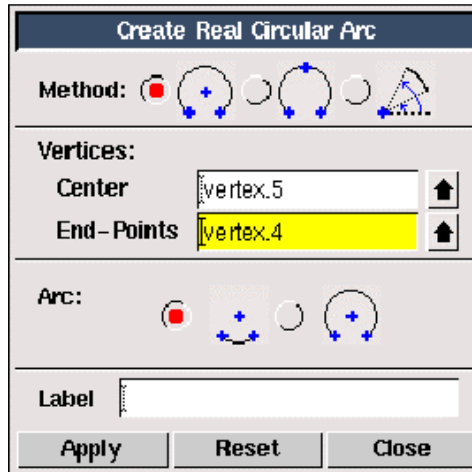 Create Real Circular Arc
Method:
Vertices:
Center vertex.5
End-Points vertex.4
Arc:
Label
Apply Reset Close